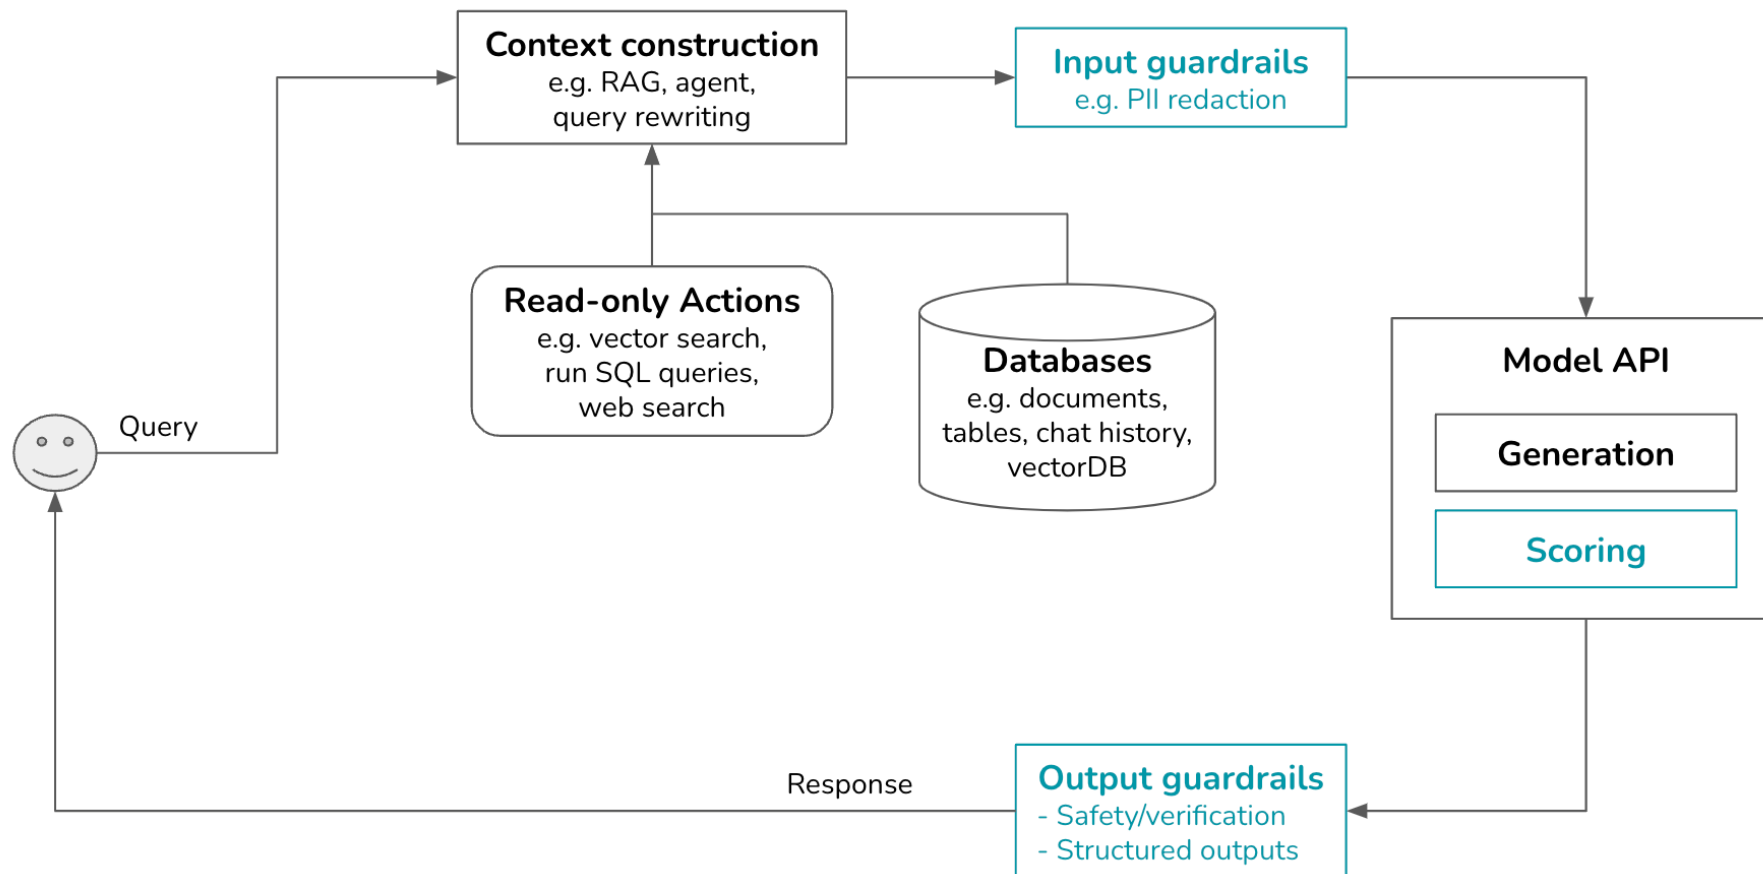 Context construction
e.g. RAG, agent,
query rewriting
Input guardrails
e.g. PII redaction
Read-only Actions
e.g. vector search,
run SQL queries,
web search
Databases
e.g. documents,
tables, chat history,
vectorDB
Model API
Generation
Scoring
Query
Response
Output guardrails
- Safety/verification
- Structured outputs